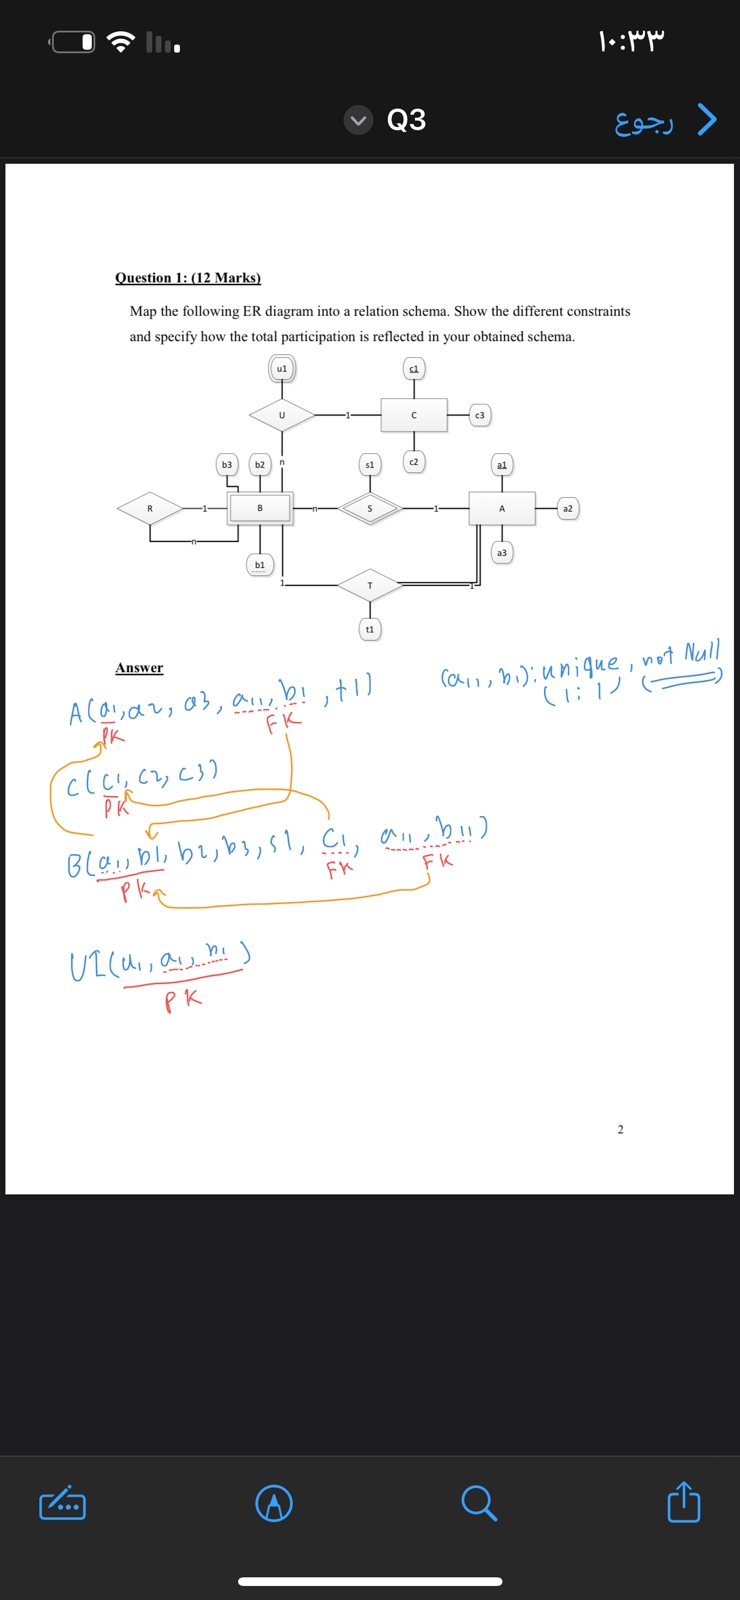 ١٠:٣٣
Q3
رجوع
Question 1: (12 Marks)
Map the following ER diagram into a relation schema. Show the different constraints
and specify how the total participation is reflected in your obtained schema.
u1
c1
U
1
C
c3
b3
b2
n
s1
c2
a1
R
1
B
n
S
1
A
a2
n
b1
a3
1
T
1
t1
Answer
(a11, b1): unique, not Null
(1:1)
A(a1, a2, a3, a11, b1, t1)
PK
FK
C(C1, C2, C3)
PK
B(a11, b1, b2, b3, s1, C1, a11, b11)
PK
FK
FK
UI(u1, a1, b1)
PK
2